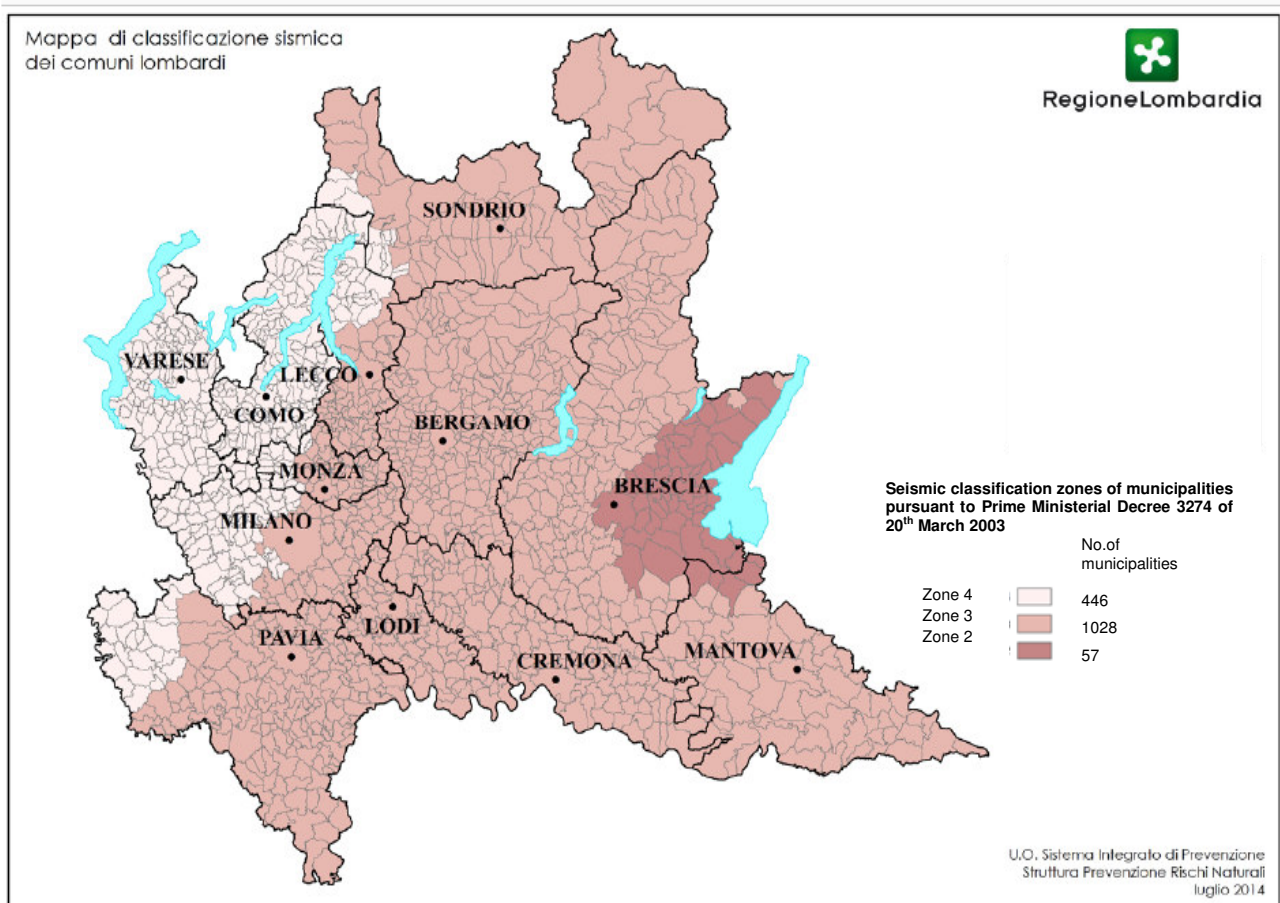 Mappa di classificazione sismica
dei comuni lombardi
RegioneLombardia
SONDRIO
VARESE
LECCO
COMO
BERGAMO
MONZA
BRESCIA
MILANO
LODI
PAVIA
CREMONA
MANTOVA
Seismic classification zones of municipalities
pursuant to Prime Ministerial Decree 3274 of
20th March 2003
No.of
municipalities
Zone 4 446
Zone 3 1028
Zone 2 57
U.O. Sistema Integrato di Prevenzione
Struttura Prevenzione Rischi Naturali
luglio 2014